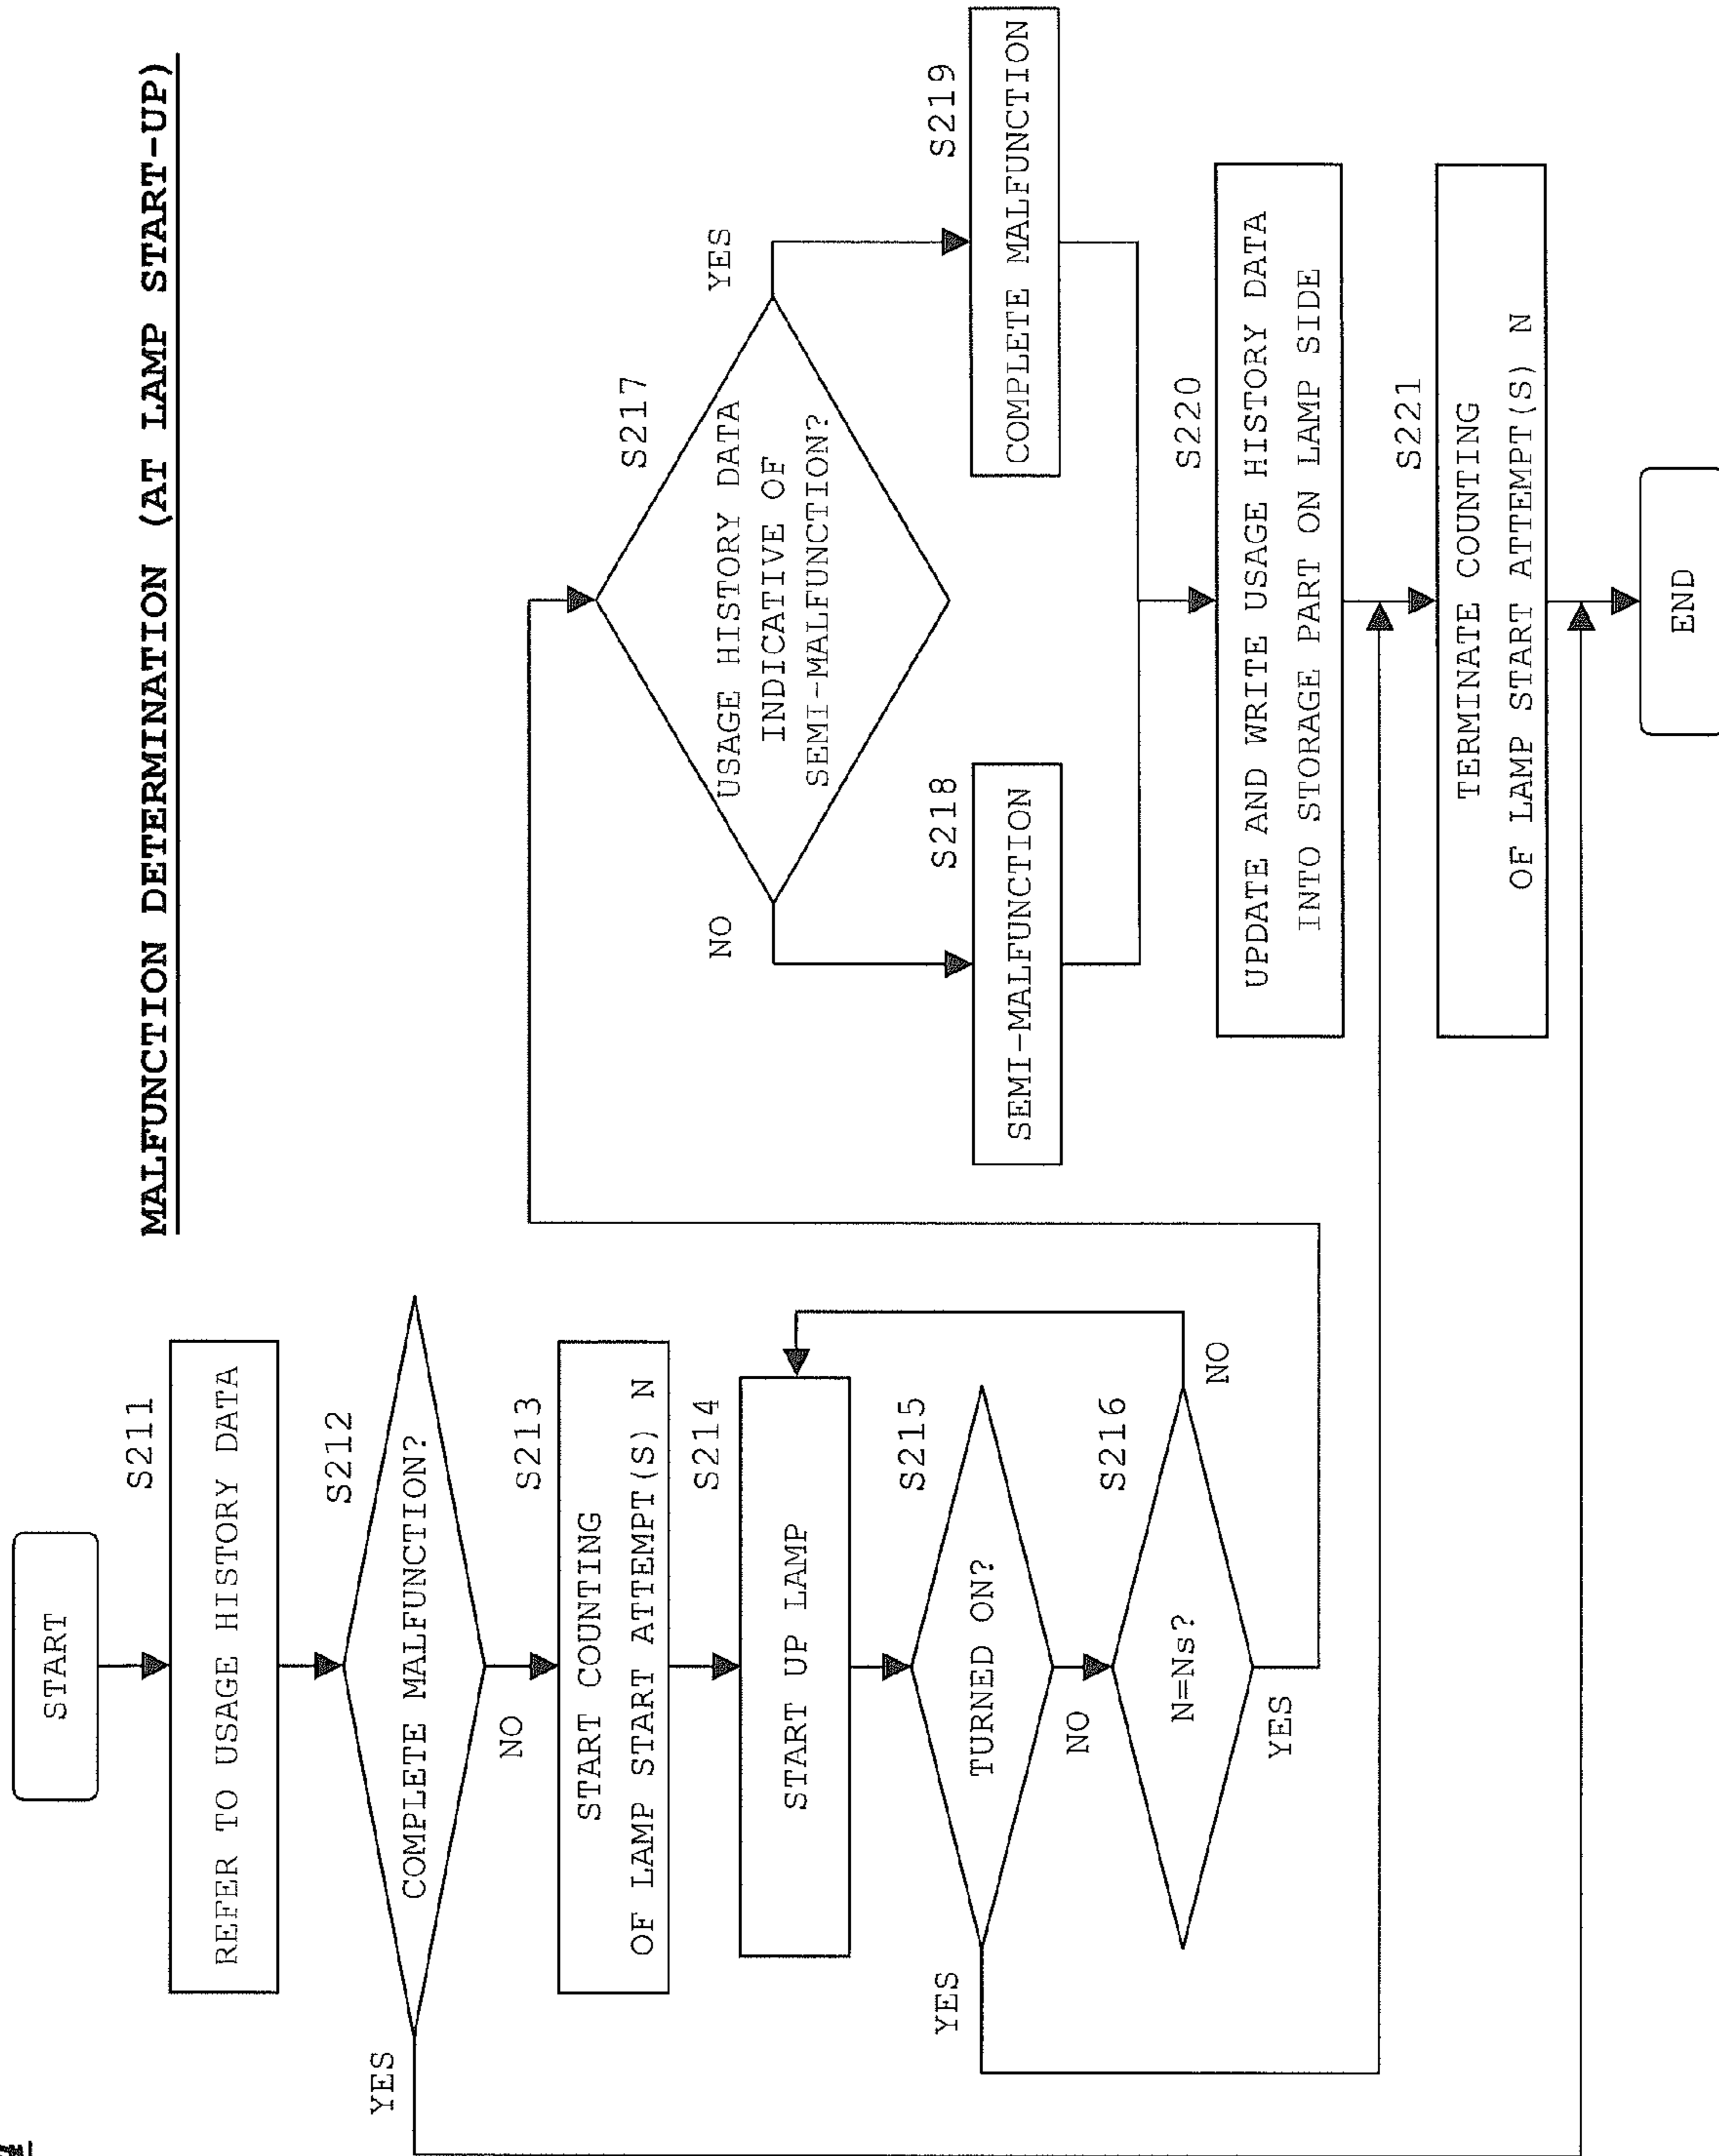 MALFUNCTION DETERMINATION (AT LAMP START-UP)
START
S211
REFER TO USAGE HISTORY DATA
S212
COMPLETE MALFUNCTION?
YES
NO
S213
START COUNTING
OF LAMP START ATTEMPT(S) N
S214
START UP LAMP
S215
TURNED ON?
YES
NO
S216
N=Ns?
NO
YES
S217
USAGE HISTORY DATA
INDICATIVE OF
SEMI-MALFUNCTION?
NO
YES
S218
SEMI-MALFUNCTION
S219
COMPLETE MALFUNCTION
S220
UPDATE AND WRITE USAGE HISTORY DATA
INTO STORAGE PART ON LAMP SIDE
S221
TERMINATE COUNTING
OF LAMP START ATTEMPT(S) N
END